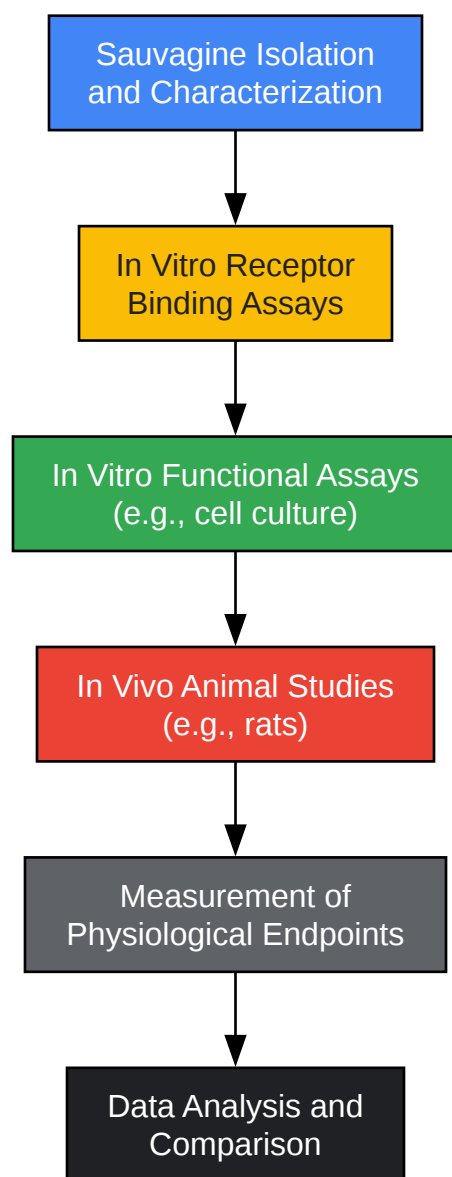 Sauvagine Isolation
and Characterization
In Vitro Receptor
Binding Assays
In Vitro Functional Assays
(e.g., cell culture)
In Vivo Animal Studies
(e.g., rats)
Measurement of
Physiological Endpoints
Data Analysis and
Comparison